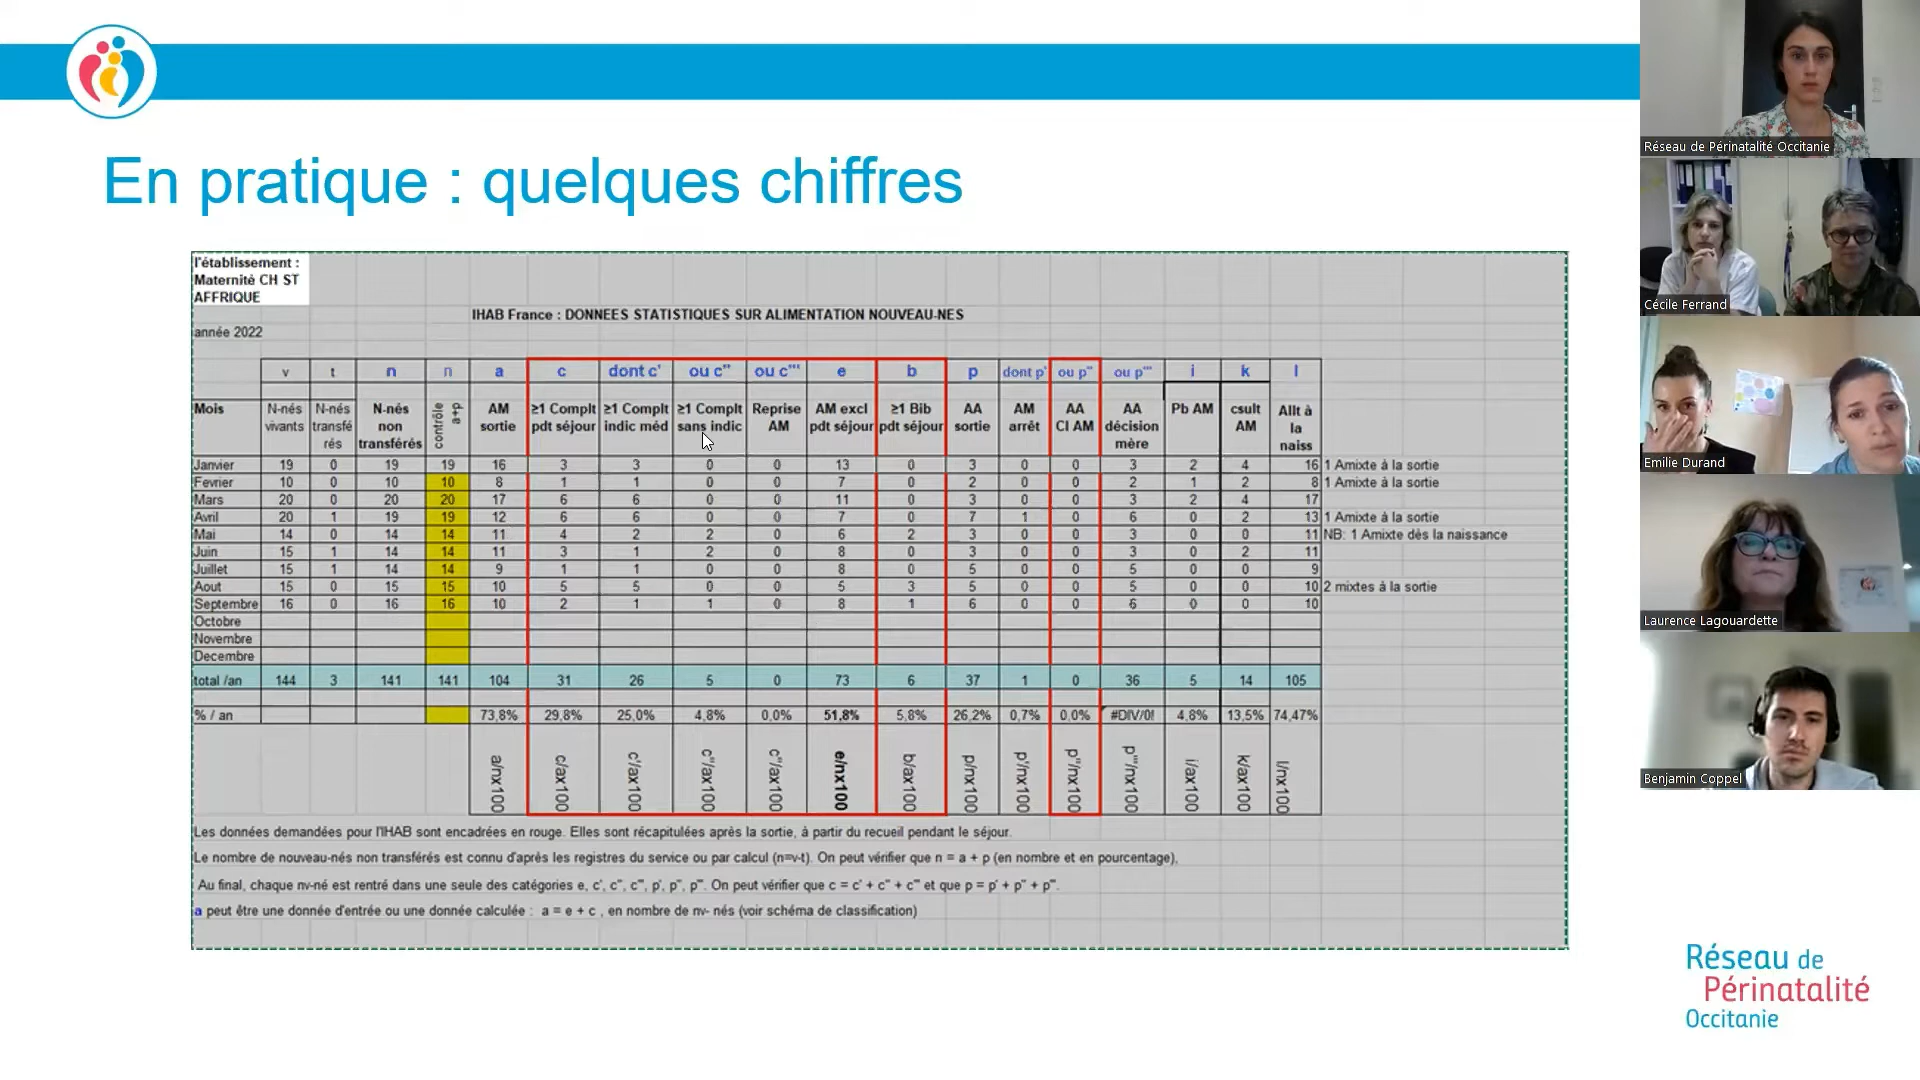 En pratique : quelques chiffres
l'établissement :
Maternité CH ST
AFFRIQUE
IHAB France : DONNEES STATISTIQUES SUR ALIMENTATION NOUVEAU-NES
année 2022
v t n n a c dont c' ou c" ou c'" e b p dont p' ou p" ou p'" i k l
Mois N-nés vivants N-nés transfé rés N-nés non transférés contrôle a+p AM sortie ≥1 Complt pdt séjour ≥1 Complt indic méd ≥1 Complt sans indic Reprise AM AM excl pdt séjour ≥1 Bib pdt séjour AA sortie AM arrêt AA CI AM AA décision mère Pb AM csult AM Allt à la naiss
Janvier 19 0 19 19 16 3 3 0 0 13 0 3 0 0 3 2 4 16 1 Amixte à la sortie
Fevrier 10 0 10 10 8 1 1 0 0 7 0 2 0 0 2 1 2 8 1 Amixte à la sortie
Mars 20 0 20 20 17 6 6 0 0 11 0 3 0 0 3 2 4 17
Avril 20 1 19 19 12 6 6 0 0 7 0 7 1 0 6 0 2 13 1 Amixte à la sortie
Mai 14 0 14 14 11 4 2 2 0 6 2 3 0 0 3 0 0 11 NB: 1 Amixte dès la naissance
Juin 15 1 14 14 11 3 1 2 0 8 0 3 0 0 3 0 2 11
Juillet 15 1 14 14 9 1 1 0 0 8 0 5 0 0 5 0 0 9
Aout 15 0 15 15 10 5 5 0 0 5 3 5 0 0 5 0 0 10 2 mixtes à la sortie
Septembre 16 0 16 16 10 2 1 1 0 8 1 6 0 0 6 0 0 10
Octobre
Novembre
Decembre
total /an 144 3 141 141 104 31 26 5 0 73 6 37 1 0 36 5 14 105
% / an 73,8% 29,8% 25,0% 4,8% 0,0% 51,8% 5,8% 26,2% 0,7% 0,0% #DIV/0! 4,8% 13,5% 74,47%
a/nx100 c/ax100 c'/ax100 c"/ax100 c"/ax100 e/nx100 b/ax100 p/nx100 p'/nx100 p"/nx100 p'"/nx100 i/ax100 k/ax100 l/nx100
Les données demandées pour l'IHAB sont encadrées en rouge. Elles sont récapitulées après la sortie, à partir du recueil pendant le séjour.
Le nombre de nouveau-nés non transférés est connu d'après les registres du service ou par calcul (n=v-t). On peut vérifier que n = a + p (en nombre et en pourcentage),
Au final, chaque nv-né est rentré dans une seule des catégories e, c', c", c'", p', p", p'". On peut vérifier que c = c' + c" + c'" et que p = p' + p" + p'".
a peut être une donnée d'entrée ou une donnée calculée : a = e + c , en nombre de nv- nés (voir schéma de classification)
Réseau de Périnatalité Occitanie
Cécile Ferrand
Emilie Durand
Laurence Lagouardette
Benjamin Coppel
Réseau de
Périnatalité
Occitanie